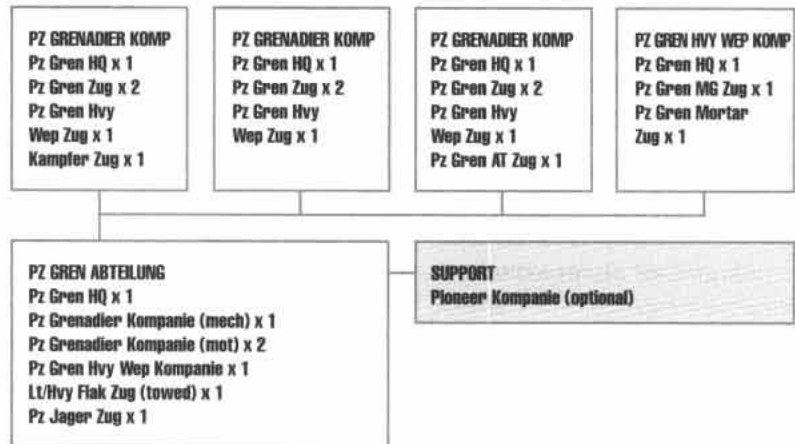 PZ GRENADIER KOMP
Pz Gren HQ x 1
Pz Gren Zug x 2
Pz Gren Hvy
Wep Zug x 1
Kampfer Zug x 1
PZ GRENADIER KOMP
Pz Gren HQ x 1
Pz Gren Zug x 2
Pz Gren Hvy
Wep Zug x 1
PZ GRENADIER KOMP
Pz Gren HQ x 1
Pz Gren Zug x 2
Pz Gren Hvy
Wep Zug x 1
Pz Gren AT Zug x 1
PZ GREN HVY WEP KOMP
Pz Gren HQ x 1
Pz Gren MG Zug x 1
Pz Gren Mortar
Zug x 1
PZ GREN ABTEILUNG
Pz Gren HQ x 1
Pz Grenadier Kompanie (mech) x 1
Pz Grenadier Kompanie (mot) x 2
Pz Gren Hvy Wep Kompanie x 1
Lt/Hvy Flak Zug (towed) x 1
Pz Jager Zug x 1
SUPPORT
Pioneer Kompanie (optional)